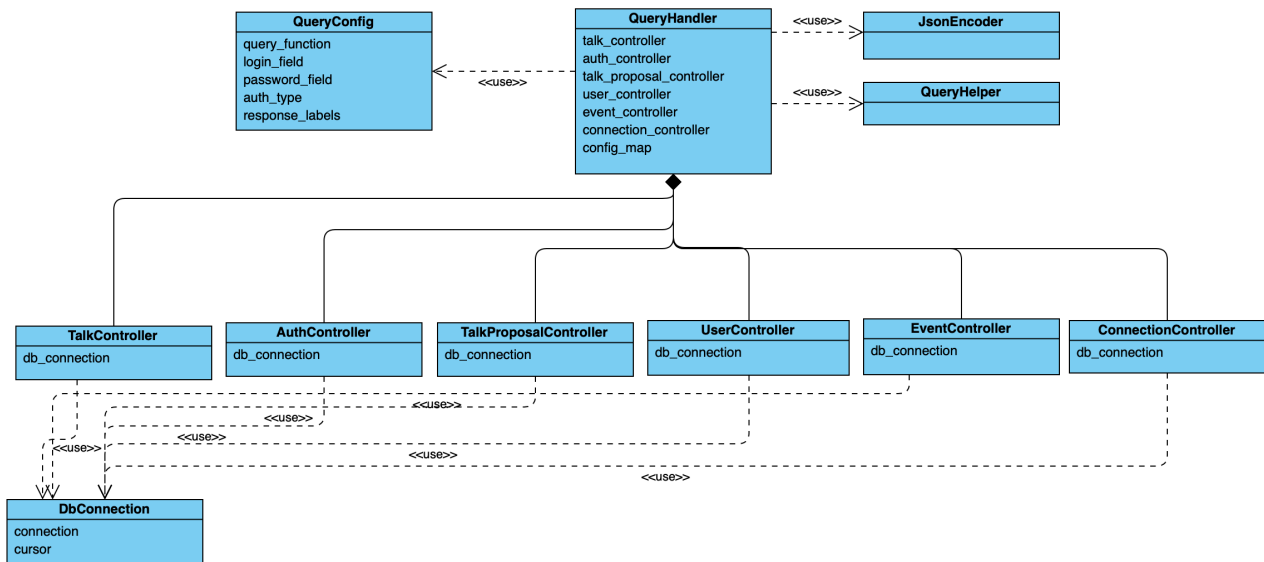 QueryConfig
query_function
login_field
password_field
auth_type
response_labels
<<use>>
QueryHandler
talk_controller
auth_controller
talk_proposal_controller
user_controller
event_controller
connection_controller
config_map
<<use>>
JsonEncoder
<<use>>
QueryHelper
TalkController
db_connection
AuthController
db_connection
TalkProposalController
db_connection
UserController
db_connection
EventController
db_connection
ConnectionController
db_connection
<<use>>
<<use>>
<<use>>
<<use>>
<<use>>
<<use>>
DbConnection
connection
cursor